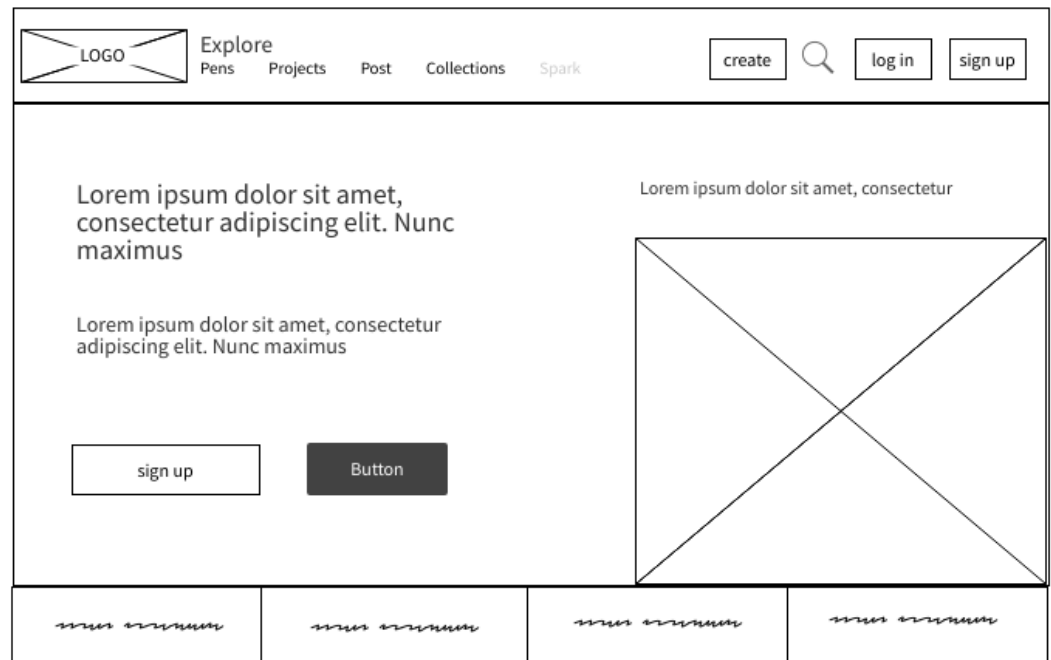 LOGO
Explore
Pens Projects Post Collections Spark
create
log in
sign up
Lorem ipsum dolor sit amet,
consectetur adipiscing elit. Nunc
maximus
Lorem ipsum dolor sit amet, consectetur
adipiscing elit. Nunc maximus
sign up
Button
Lorem ipsum dolor sit amet, consectetur